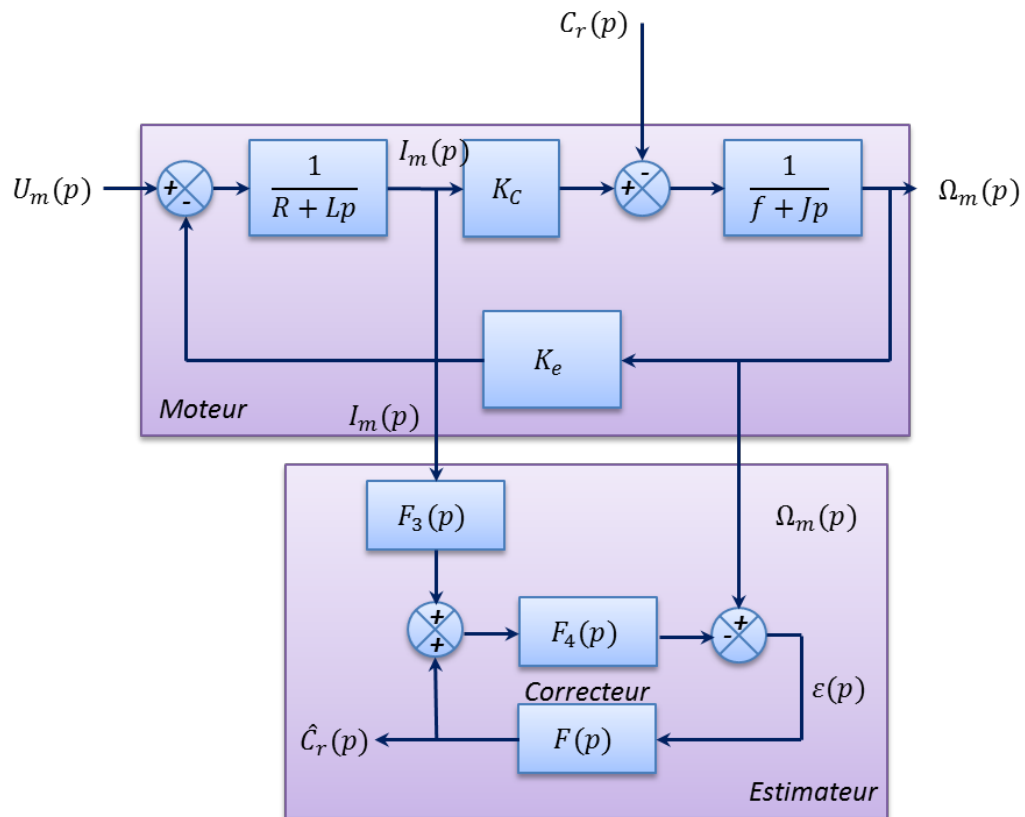 C_r(p)
U_m(p)
+
-
1
R + Lp
I_m(p)
K_C
+
-
1
f + Jp
Ω_m(p)
K_e
Moteur
I_m(p)
F_3(p)
Ω_m(p)
+
+
F_4(p)
-
+
Correcteur
ε(p)
Ĉ_r(p)
F(p)
Estimateur